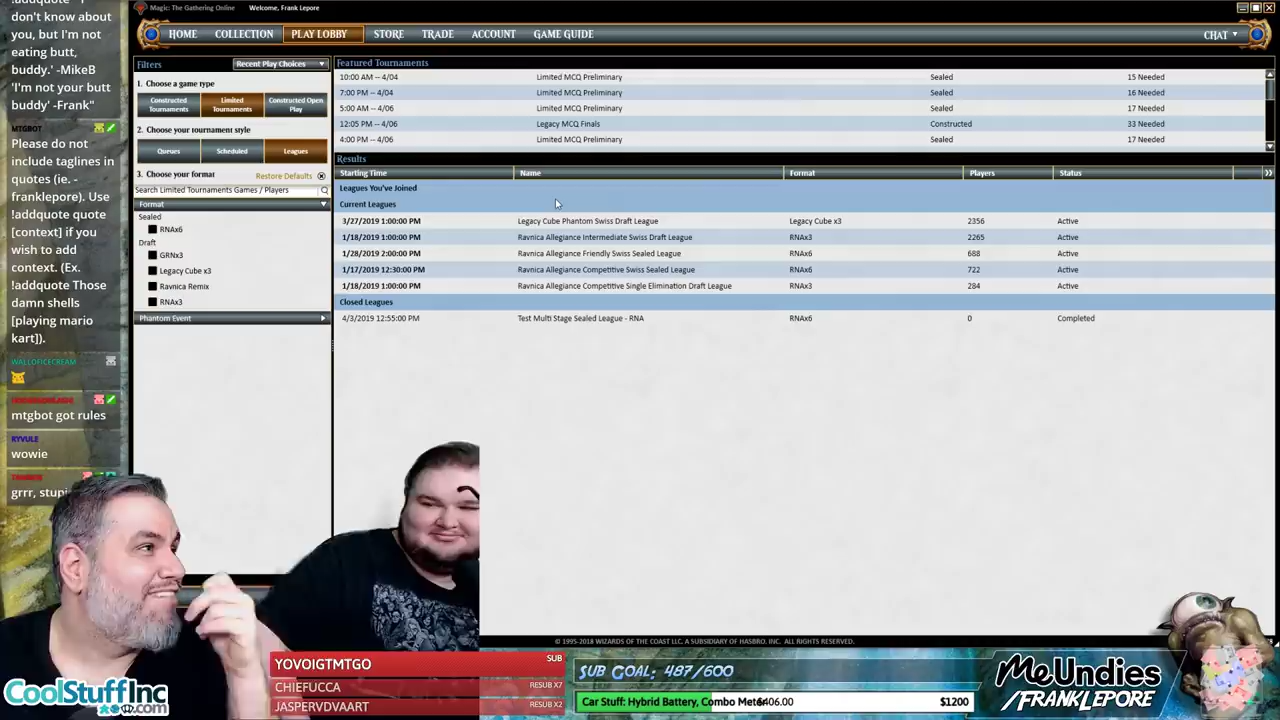 !addquote "I don't know about you, but I'm not eating butt, buddy.' -MikeB
'I'm not your butt buddy' -Frank"
MTGBOT
Please do not include taglines in quotes (ie. - franklepore). Use !addquote quote [context] if you wish to add context. (Ex. !addquote Those damn shells [playing mario kart]).
WALLOFICECREAM
mtgbot got rules
KYVULE
wowie
grrr, stupi
Magic: The Gathering Online
Welcome, Frank Lepore
HOME COLLECTION PLAY LOBBY STORE TRADE ACCOUNT GAME GUIDE CHAT
Filters Recent Play Choices
1. Choose a game type
Constructed Tournaments Limited Tournaments Constructed Open Play
2. Choose your tournament style
Queues Scheduled Leagues
3. Choose your format Restore Defaults
Search Limited Tournaments Games / Players
Format
Sealed
RNAx6
Draft
GRNx3
Legacy Cube x3
Ravnica Remix
RNAx3
Phantom Event
Featured Tournaments
10:00 AM -- 4/04 Limited MCQ Preliminary Sealed 15 Needed
7:00 PM -- 4/04 Limited MCQ Preliminary Sealed 16 Needed
5:00 AM -- 4/06 Limited MCQ Preliminary Sealed 17 Needed
12:05 PM -- 4/06 Legacy MCQ Finals Constructed 33 Needed
4:00 PM -- 4/06 Limited MCQ Preliminary Sealed 17 Needed
Results
Starting Time Name Format Players Status
Leagues You've Joined
Current Leagues
3/27/2019 1:00:00 PM Legacy Cube Phantom Swiss Draft League Legacy Cube x3 2356 Active
1/18/2019 1:00:00 PM Ravnica Allegiance Intermediate Swiss Draft League RNAx3 2265 Active
1/28/2019 2:00:00 PM Ravnica Allegiance Friendly Swiss Sealed League RNAx6 688 Active
1/17/2019 12:30:00 PM Ravnica Allegiance Competitive Swiss Sealed League RNAx6 722 Active
1/18/2019 1:00:00 PM Ravnica Allegiance Competitive Single Elimination Draft League RNAx3 284 Active
Closed Leagues
4/3/2019 12:55:00 PM Test Multi Stage Sealed League - RNA RNAx6 0 Completed
© 1995-2018 WIZARDS OF THE COAST LLC, A SUBSIDIARY OF HASBRO, INC. ALL RIGHTS RESERVED.
CoolStuffInc.com
YOVOIGTMTGO SUB
CHIEFUCCA RESUB X7
JASPERVDVAART RESUB X2
SUB GOAL: 487/600
Car Stuff: Hybrid Battery, Combo Meter $406.00 $1200
MeUndies
/FRANKLEPORE